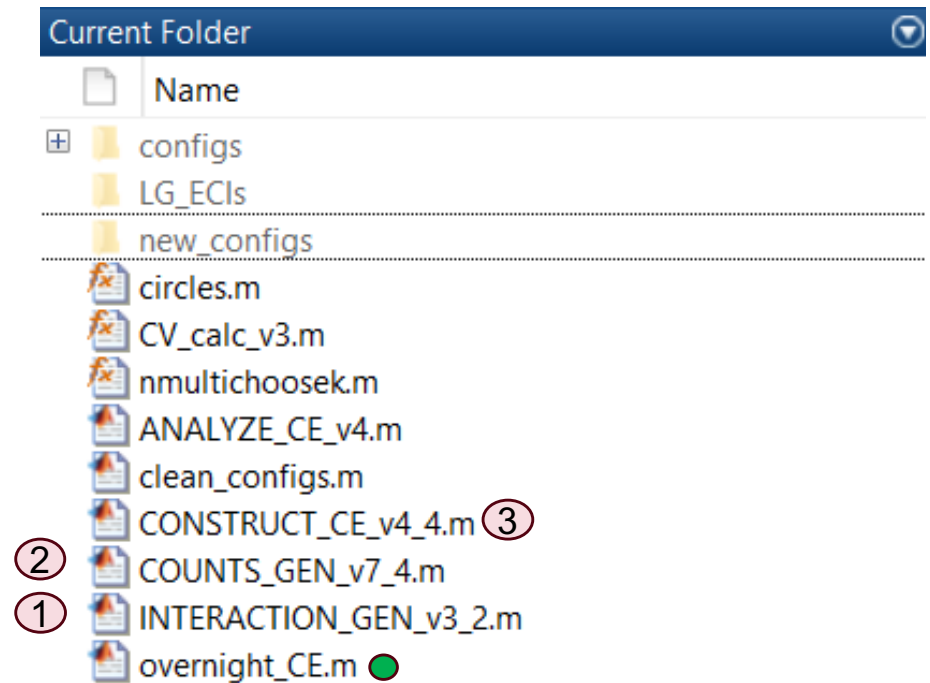 Current Folder
Name
configs
LG_ECIs
new_configs
circles.m
CV_calc_v3.m
nmultichoosek.m
ANALYZE_CE_v4.m
clean_configs.m
CONSTRUCT_CE_v4_4.m 3
2 COUNTS_GEN_v7_4.m
1 INTERACTION_GEN_v3_2.m
overnight_CE.m